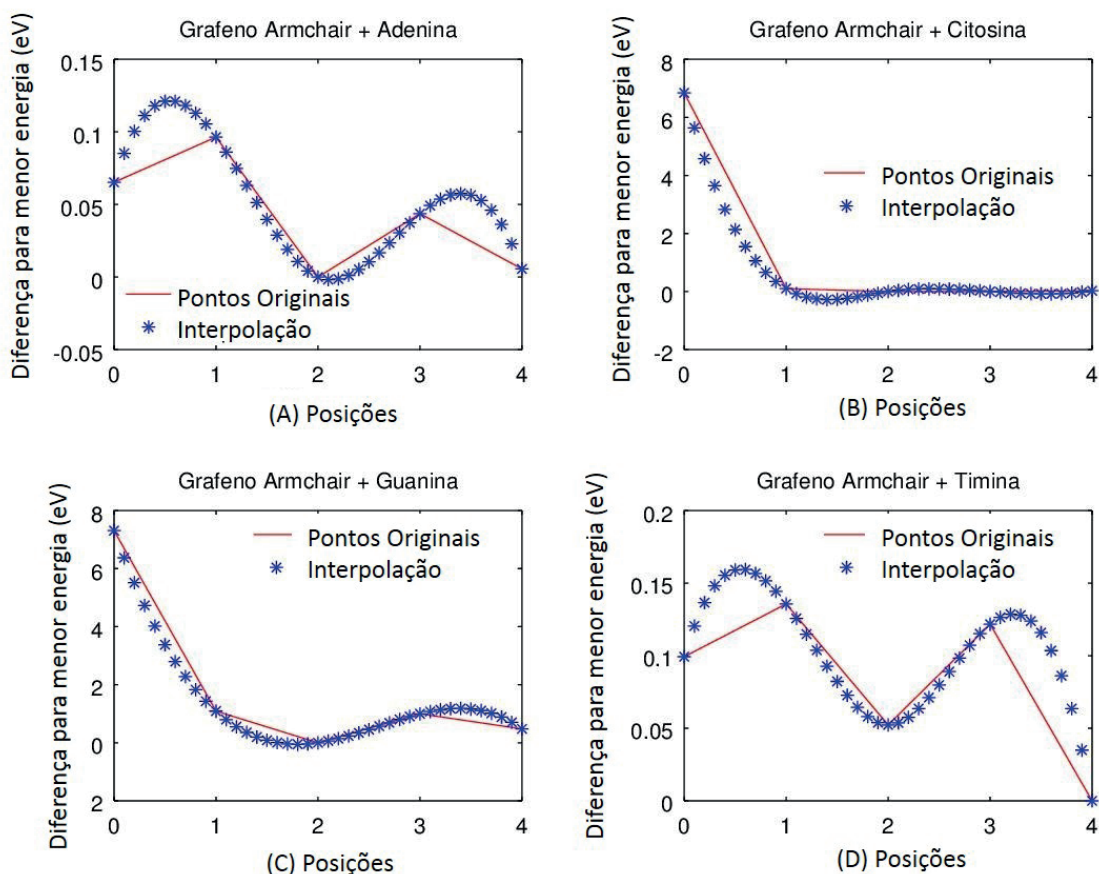 Grafeno Armchair + Adenina
Diferença para menor energia (eV)
0.15
0.1
0.05
0
-0.05
Pontos Originais
Interpolação
0 1 2 3 4
(A) Posições
Grafeno Armchair + Citosina
Diferença para menor energia (eV)
8
6
4
2
0
-2
Pontos Originais
Interpolação
0 1 2 3 4
(B) Posições
Grafeno Armchair + Guanina
Diferença para menor energia (eV)
8
6
4
2
0
2
Pontos Originais
Interpolação
0 1 2 3 4
(C) Posições
Grafeno Armchair + Timina
Diferença para menor energia (eV)
0.2
0.15
0.1
0.05
0
Pontos Originais
Interpolação
0 1 2 3 4
(D) Posições